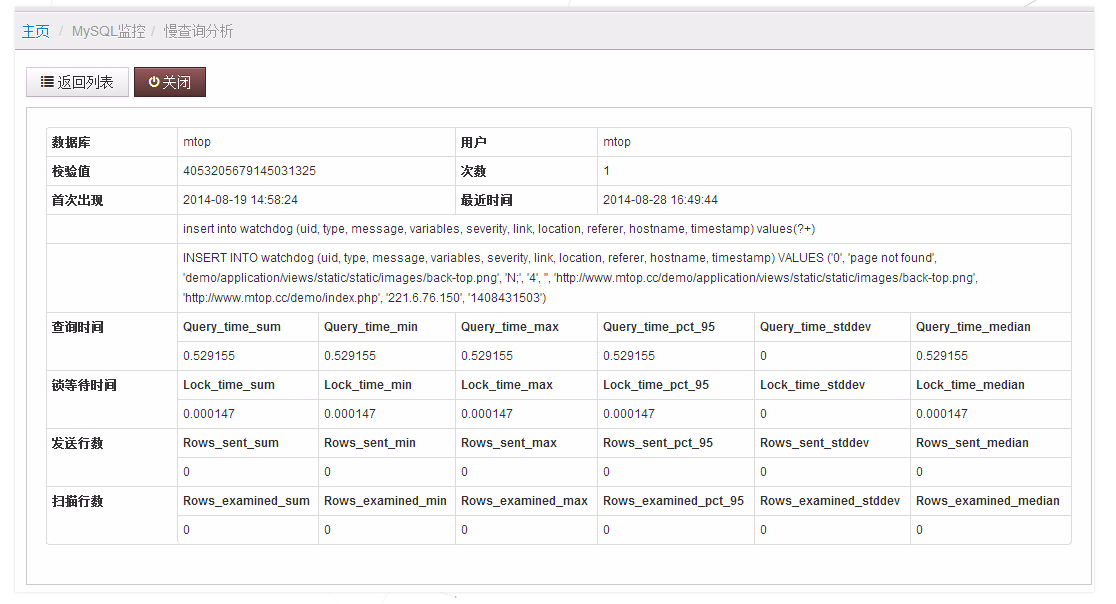 主页 / MySQL监控 / 慢查询分析
返回列表 关闭
数据库 mtop 用户 mtop
校验值 4053205679145031325 次数 1
首次出现 2014-08-19 14:58:24 最近时间 2014-08-28 16:49:44
insert into watchdog (uid, type, message, variables, severity, link, location, referer, hostname, timestamp) values(?+)
INSERT INTO watchdog (uid, type, message, variables, severity, link, location, referer, hostname, timestamp) VALUES ('0', 'page not found',
'demo/application/views/static/static/images/back-top.png', 'N;', '4', '', 'http://www.mtop.cc/demo/application/views/static/static/images/back-top.png',
'http://www.mtop.cc/demo/index.php', '221.6.76.150', '1408431503')
查询时间 Query_time_sum Query_time_min Query_time_max Query_time_pct_95 Query_time_stddev Query_time_median
0.529155 0.529155 0.529155 0.529155 0 0.529155
锁等待时间 Lock_time_sum Lock_time_min Lock_time_max Lock_time_pct_95 Lock_time_stddev Lock_time_median
0.000147 0.000147 0.000147 0.000147 0 0.000147
发送行数 Rows_sent_sum Rows_sent_min Rows_sent_max Rows_sent_pct_95 Rows_sent_stddev Rows_sent_median
0 0 0 0 0 0
扫描行数 Rows_examined_sum Rows_examined_min Rows_examined_max Rows_examined_pct_95 Rows_examined_stddev Rows_examined_median
0 0 0 0 0 0